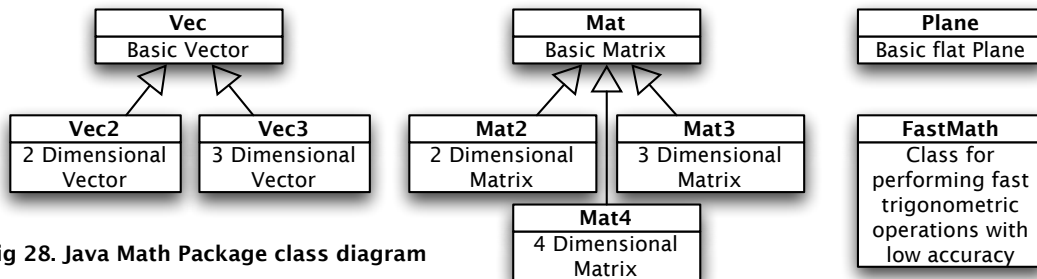 Vec
Basic Vector
Mat
Basic Matrix
Plane
Basic flat Plane
Vec2
2 Dimensional
Vector
Vec3
3 Dimensional
Vector
Mat2
2 Dimensional
Matrix
Mat3
3 Dimensional
Matrix
FastMath
Class for
performing fast
trigonometric
operations with
low accuracy
Mat4
4 Dimensional
Matrix
ig 28. Java Math Package class diagram